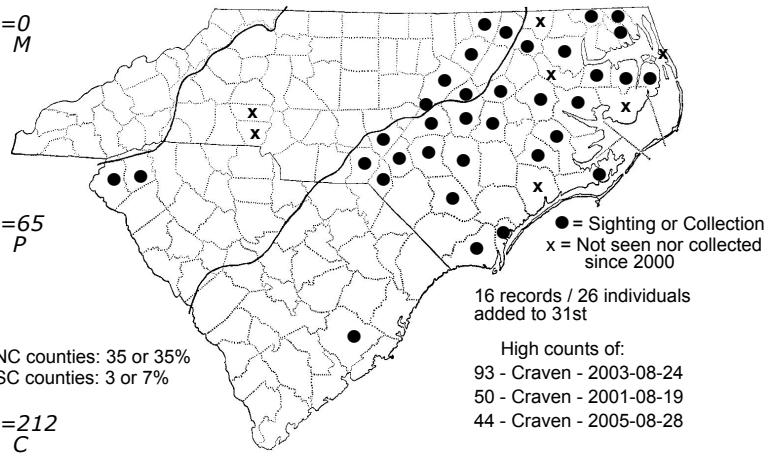 =0
M
=65
P
● = Sighting or Collection
x = Not seen nor collected
since 2000
16 records / 26 individuals
added to 31st
NC counties: 35 or 35%
SC counties: 3 or 7%
High counts of:
93 - Craven - 2003-08-24
50 - Craven - 2001-08-19
44 - Craven - 2005-08-28
=212
C